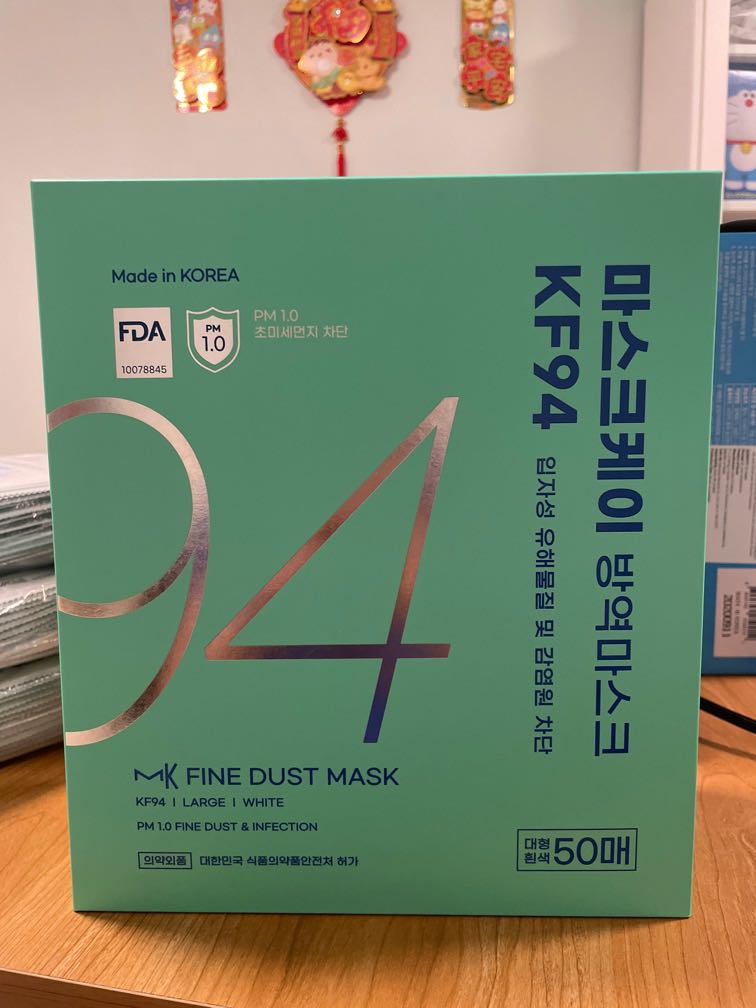 Made in KOREA
FDA
10078845
PM
1.0
PM 1.0
초미세먼지 차단
94
마스크케이 방역마스크
KF94 입자성 유해물질 및 감염원 차단
MK FINE DUST MASK
KF94 | LARGE | WHITE
PM 1.0 FINE DUST & INFECTION
의약외품 대한민국 식품의약품안전처 허가
대형
흰색
50매